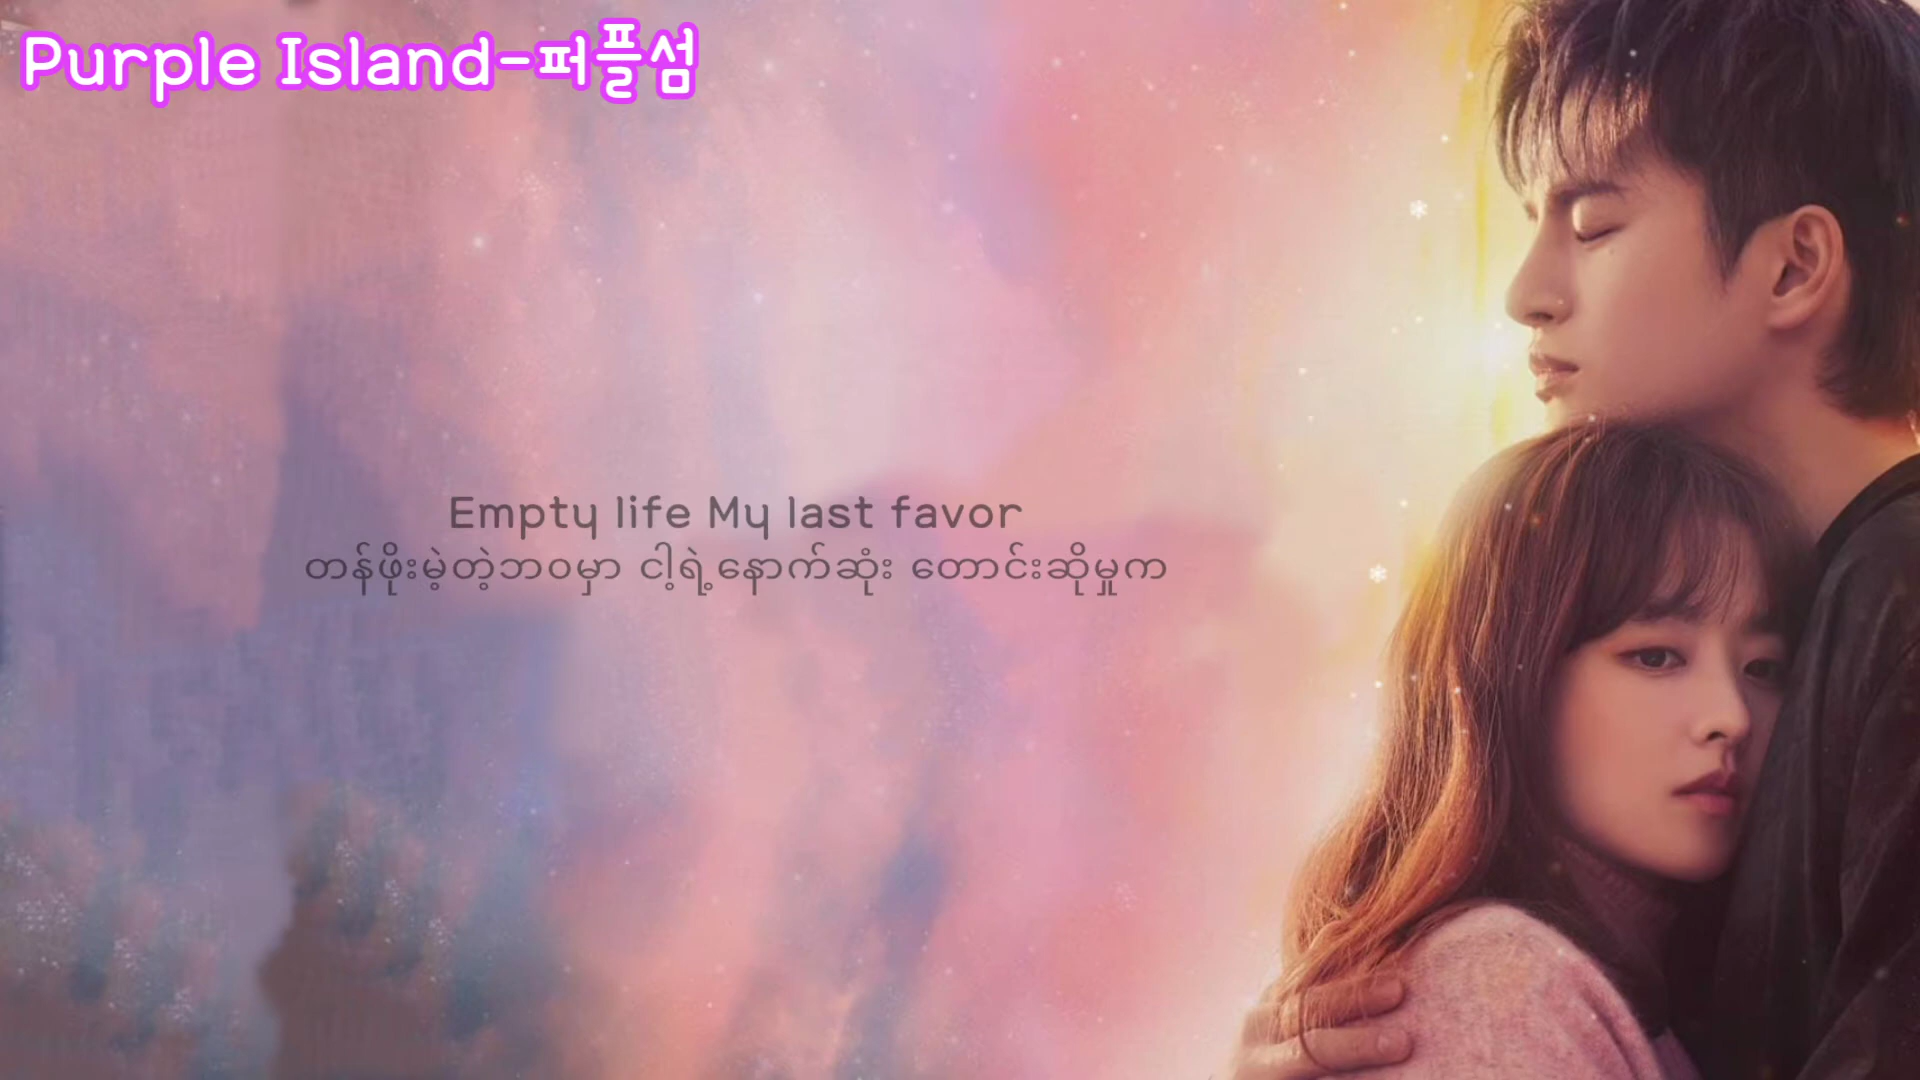 Purple Island-퍼플섬
Empty life My last favor
တန်ဖိုးမဲ့တဲ့ဘဝမှာ ငါ့ရဲ့နောက်ဆုံး တောင်းဆိုမှုက